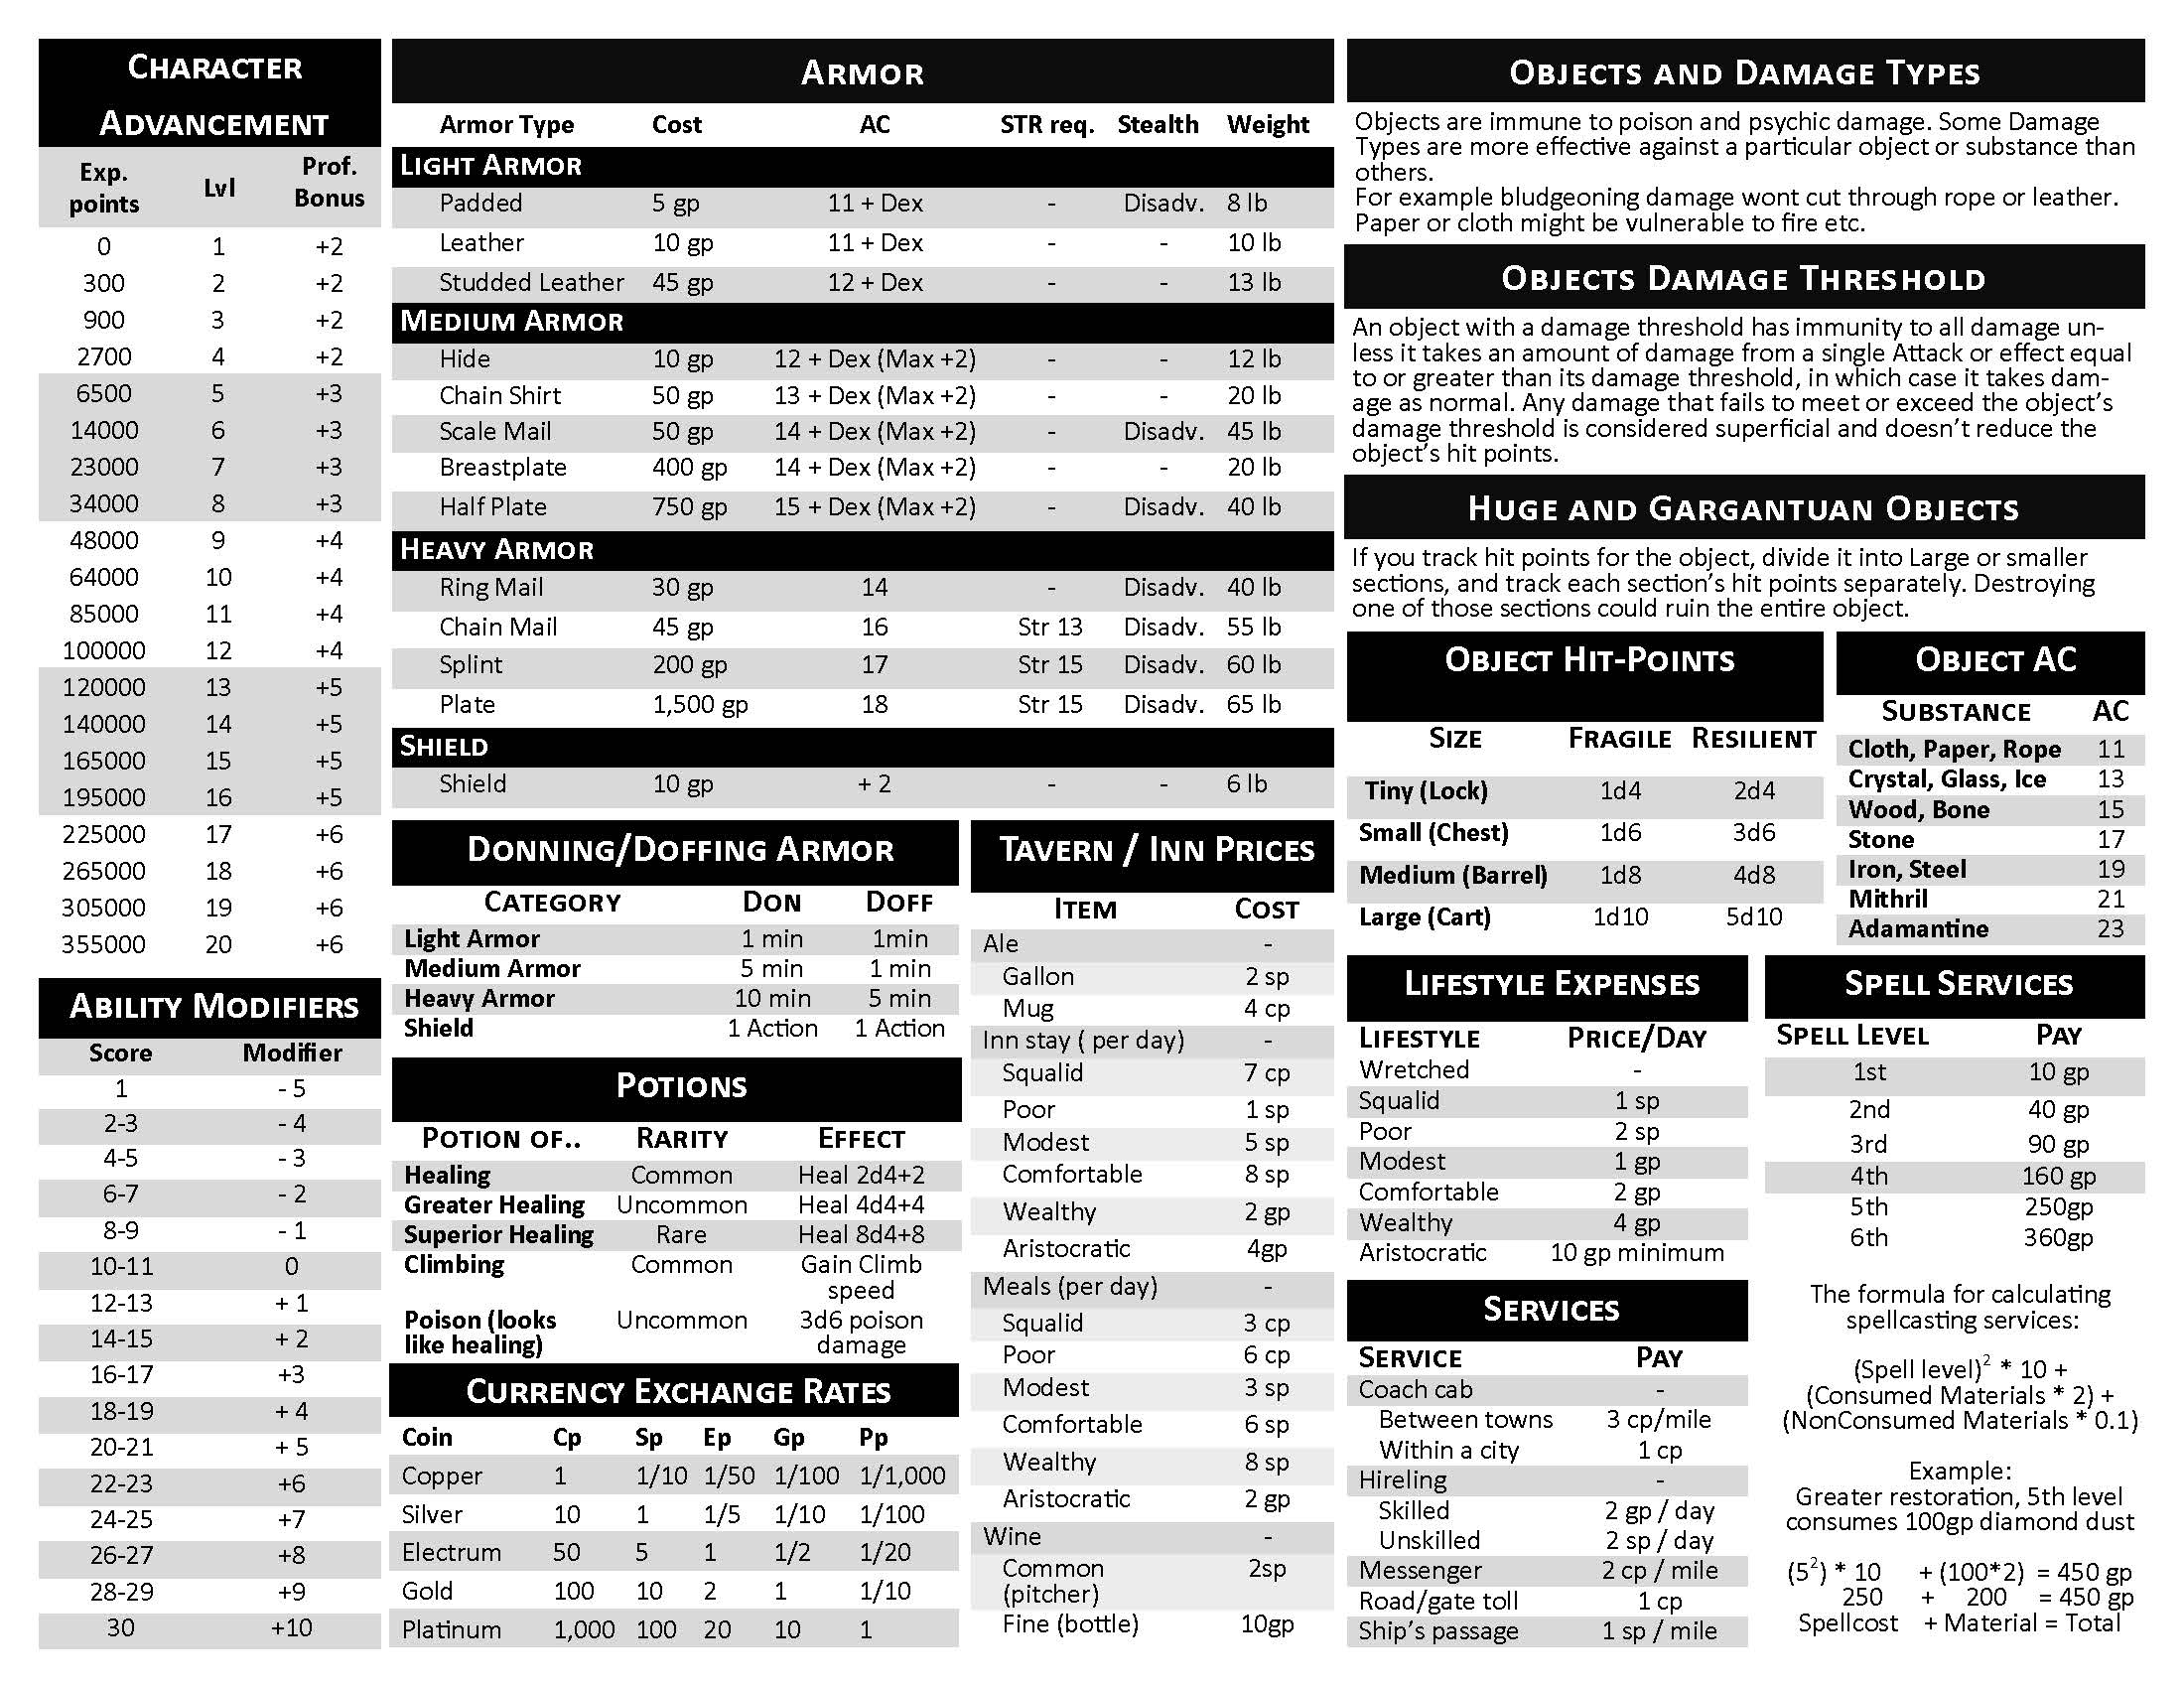 CHARACTER
ADVANCEMENT
Exp. points Lvl Prof. Bonus
0 1 +2
300 2 +2
900 3 +2
2700 4 +2
6500 5 +3
14000 6 +3
23000 7 +3
34000 8 +3
48000 9 +4
64000 10 +4
85000 11 +4
100000 12 +4
120000 13 +5
140000 14 +5
165000 15 +5
195000 16 +5
225000 17 +6
265000 18 +6
305000 19 +6
355000 20 +6
ABILITY MODIFIERS
Score Modifier
1 - 5
2-3 - 4
4-5 - 3
6-7 - 2
8-9 - 1
10-11 0
12-13 + 1
14-15 + 2
16-17 +3
18-19 + 4
20-21 + 5
22-23 +6
24-25 +7
26-27 +8
28-29 +9
30 +10
ARMOR
Armor Type Cost AC STR req. Stealth Weight
LIGHT ARMOR
Padded 5 gp 11 + Dex - Disadv. 8 lb
Leather 10 gp 11 + Dex - - 10 lb
Studded Leather 45 gp 12 + Dex - - 13 lb
MEDIUM ARMOR
Hide 10 gp 12 + Dex (Max +2) - - 12 lb
Chain Shirt 50 gp 13 + Dex (Max +2) - - 20 lb
Scale Mail 50 gp 14 + Dex (Max +2) - Disadv. 45 lb
Breastplate 400 gp 14 + Dex (Max +2) - - 20 lb
Half Plate 750 gp 15 + Dex (Max +2) - Disadv. 40 lb
HEAVY ARMOR
Ring Mail 30 gp 14 - Disadv. 40 lb
Chain Mail 45 gp 16 Str 13 Disadv. 55 lb
Splint 200 gp 17 Str 15 Disadv. 60 lb
Plate 1,500 gp 18 Str 15 Disadv. 65 lb
SHIELD
Shield 10 gp + 2 - - 6 lb
DONNING/DOFFING ARMOR
CATEGORY DON DOFF
Light Armor 1 min 1min
Medium Armor 5 min 1 min
Heavy Armor 10 min 5 min
Shield 1 Action 1 Action
POTIONS
POTION OF.. RARITY EFFECT
Healing Common Heal 2d4+2
Greater Healing Uncommon Heal 4d4+4
Superior Healing Rare Heal 8d4+8
Climbing Common Gain Climb
speed
Poison (looks Uncommon 3d6 poison
like healing) damage
CURRENCY EXCHANGE RATES
Coin Cp Sp Ep Gp Pp
Copper 1 1/10 1/50 1/100 1/1,000
Silver 10 1 1/5 1/10 1/100
Electrum 50 5 1 1/2 1/20
Gold 100 10 2 1 1/10
Platinum 1,000 100 20 10 1
TAVERN / INN PRICES
ITEM COST
Ale -
Gallon 2 sp
Mug 4 cp
Inn stay ( per day) -
Squalid 7 cp
Poor 1 sp
Modest 5 sp
Comfortable 8 sp
Wealthy 2 gp
Aristocratic 4gp
Meals (per day) -
Squalid 3 cp
Poor 6 cp
Modest 3 sp
Comfortable 6 sp
Wealthy 8 sp
Aristocratic 2 gp
Wine -
Common 2sp
(pitcher)
Fine (bottle) 10gp
OBJECTS AND DAMAGE TYPES
Objects are immune to poison and psychic damage. Some Damage
Types are more effective against a particular object or substance than
others.
For example bludgeoning damage wont cut through rope or leather.
Paper or cloth might be vulnerable to fire etc.
OBJECTS DAMAGE THRESHOLD
An object with a damage threshold has immunity to all damage un-
less it takes an amount of damage from a single Attack or effect equal
to or greater than its damage threshold, in which case it takes dam-
age as normal. Any damage that fails to meet or exceed the object's
damage threshold is considered superficial and doesn't reduce the
object's hit points.
HUGE AND GARGANTUAN OBJECTS
If you track hit points for the object, divide it into Large or smaller
sections, and track each section's hit points separately. Destroying
one of those sections could ruin the entire object.
OBJECT HIT-POINTS
SIZE FRAGILE RESILIENT
Tiny (Lock) 1d4 2d4
Small (Chest) 1d6 3d6
Medium (Barrel) 1d8 4d8
Large (Cart) 1d10 5d10
OBJECT AC
SUBSTANCE AC
Cloth, Paper, Rope 11
Crystal, Glass, Ice 13
Wood, Bone 15
Stone 17
Iron, Steel 19
Mithril 21
Adamantine 23
LIFESTYLE EXPENSES
LIFESTYLE PRICE/DAY
Wretched -
Squalid 1 sp
Poor 2 sp
Modest 1 gp
Comfortable 2 gp
Wealthy 4 gp
Aristocratic 10 gp minimum
SERVICES
SERVICE PAY
Coach cab -
Between towns 3 cp/mile
Within a city 1 cp
Hireling -
Skilled 2 gp / day
Unskilled 2 sp / day
Messenger 2 cp / mile
Road/gate toll 1 cp
Ship's passage 1 sp / mile
SPELL SERVICES
SPELL LEVEL PAY
1st 10 gp
2nd 40 gp
3rd 90 gp
4th 160 gp
5th 250gp
6th 360gp
The formula for calculating
spellcasting services:
(Spell level)² * 10 +
(Consumed Materials * 2) +
(NonConsumed Materials * 0.1)
Example:
Greater restoration, 5th level
consumes 100gp diamond dust
(5²) * 10 + (100*2) = 450 gp
250 + 200 = 450 gp
Spellcost + Material = Total